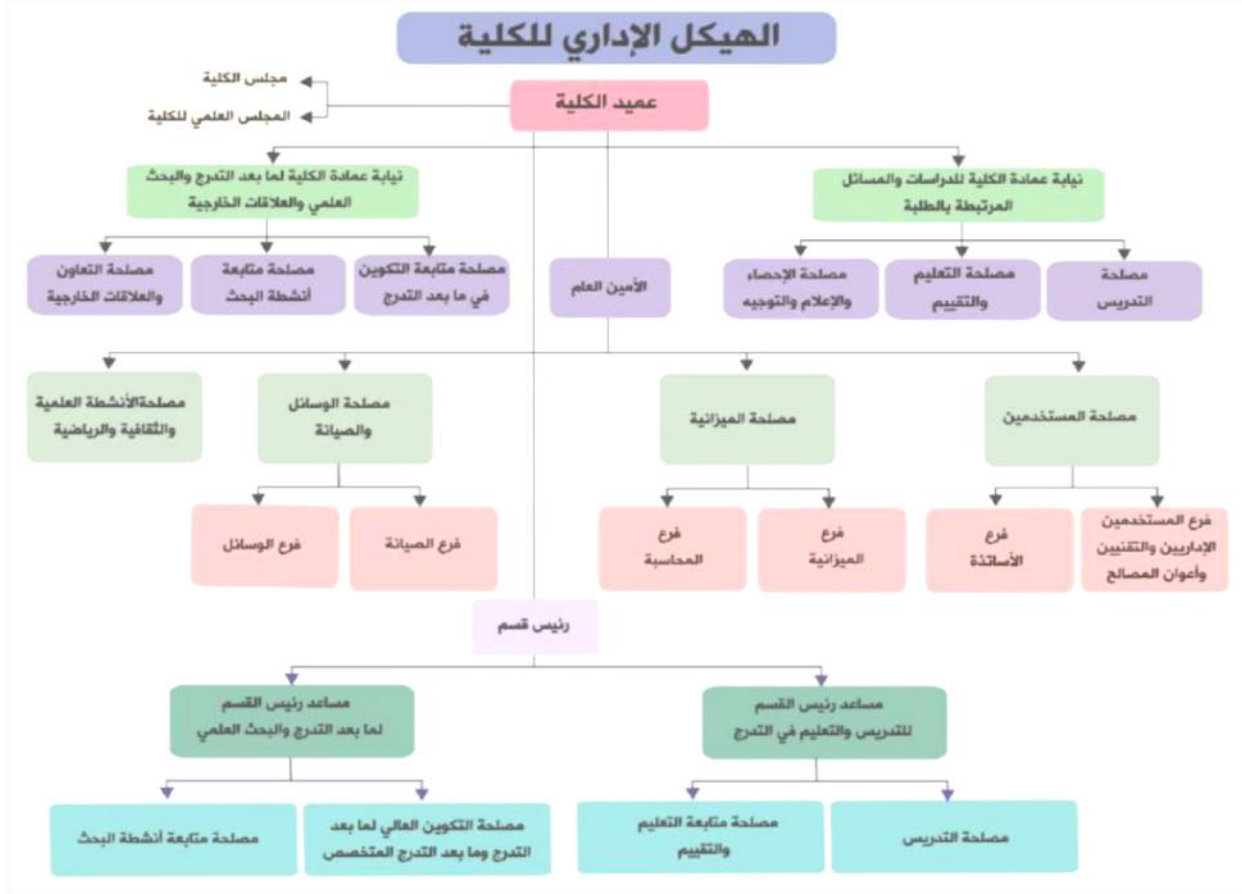 الهيكل الإداري للكلية
عميد الكلية
مجلس الكلية
المجلس العلمي للكلية
نيابة عمادة الكلية للدراسات والمسائل
المرتبطة بالطلبة
نيابة عمادة الكلية لما بعد التدرج والبحث
العلمي والعلاقات الخارجية
مصلحة
التدريس
مصلحة التعليم
والتقييم
مصلحة الإحصاء
والإعلام والتوجيه
الأمين العام
مصلحة متابعة التكوين
في ما بعد التدرج
مصلحة متابعة
أنشطة البحث
مصلحة التعاون
والعلاقات الخارجية
مصلحة المستخدمين
مصلحة الميزانية
مصلحة الوسائل
والصيانة
مصلحةالأنشطة العلمية
والثقافية والرياضية
فرع المستخدمين
الإداريين والتقنيين
وأعوان المصالح
فرع
الأساتذة
فرع
الميزانية
فرع
المحاسبة
فرع الصيانة
فرع الوسائل
رئيس قسم
مساعد رئيس القسم
للتدريس والتعليم في التدرج
مساعد رئيس القسم
لما بعد التدرج والبحث العلمي
مصلحة التدريس
مصلحة متابعة التعليم
والتقييم
مصلحة التكوين العالي لما بعد
التدرج وما بعد التدرج المتخصص
مصلحة متابعة أنشطة البحث